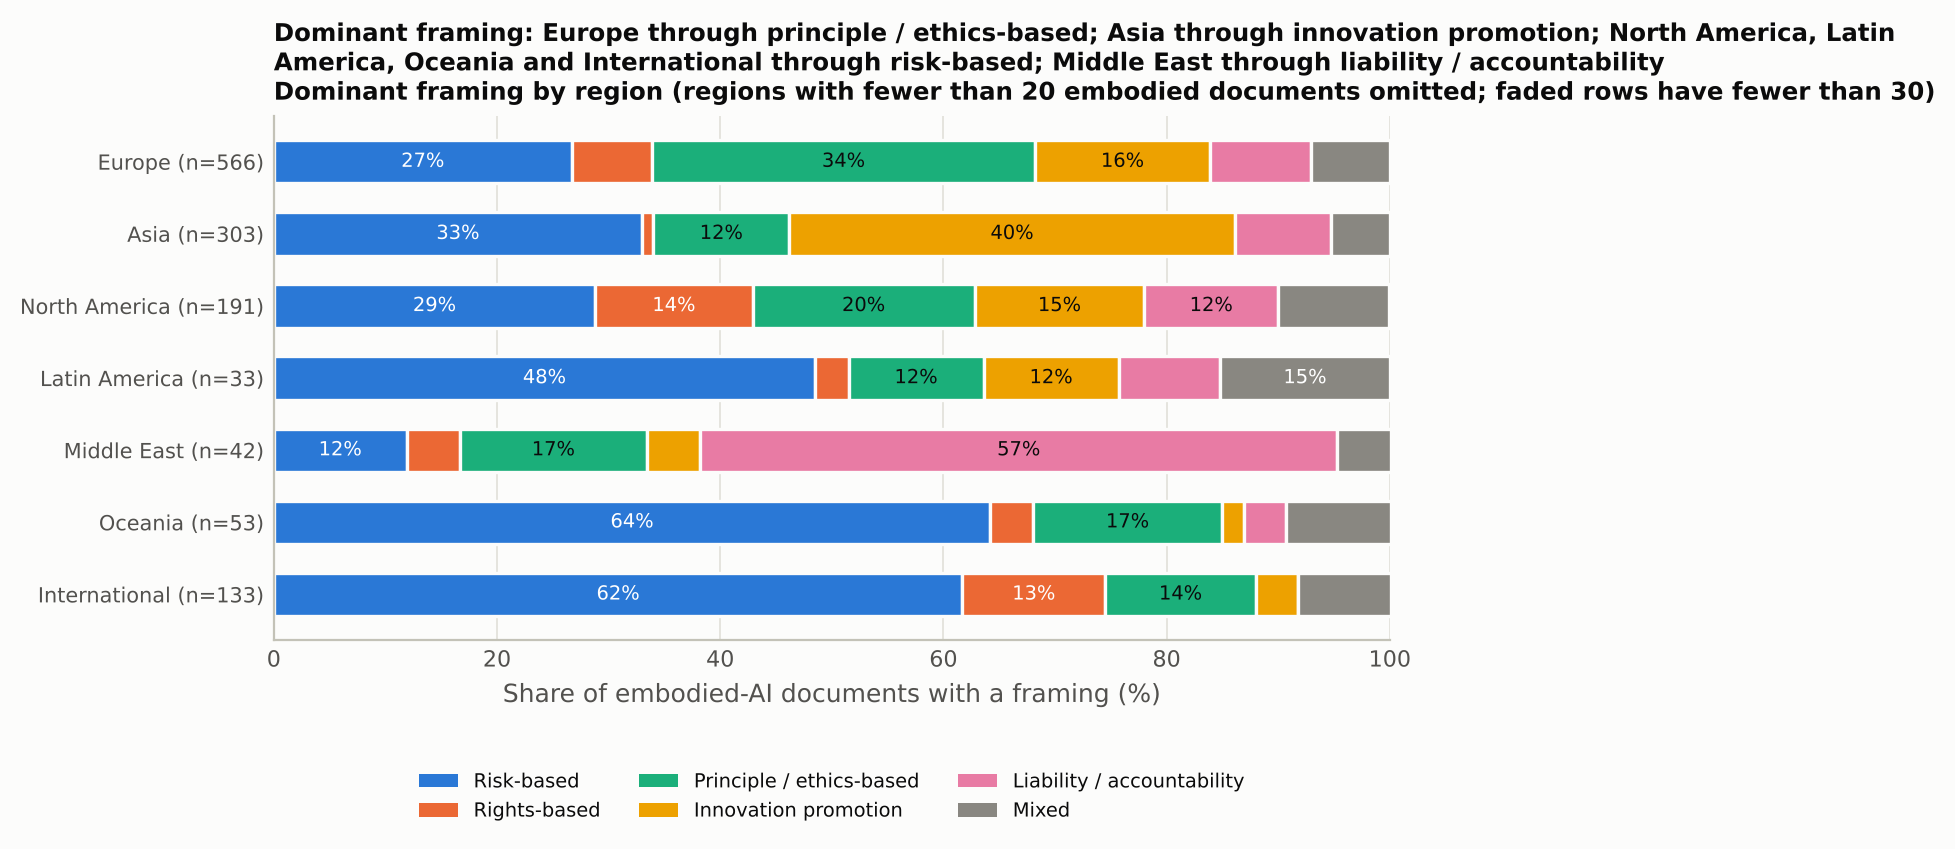 Dominant framing: Europe through principle / ethics-based; Asia through innovation promotion; North America, Latin
America, Oceania and International through risk-based; Middle East through liability / accountability
Dominant framing by region (regions with fewer than 20 embodied documents omitted; faded rows have fewer than 30)
Europe (n=566) 27% 34% 16%
Asia (n=303) 33% 12% 40%
North America (n=191) 29% 14% 20% 15% 12%
Latin America (n=33) 48% 12% 12% 15%
Middle East (n=42) 12% 17% 57%
Oceania (n=53) 64% 17%
International (n=133) 62% 13% 14%
0 20 40 60 80 100
Share of embodied-AI documents with a framing (%)
Risk-based Principle / ethics-based Liability / accountability
Rights-based Innovation promotion Mixed